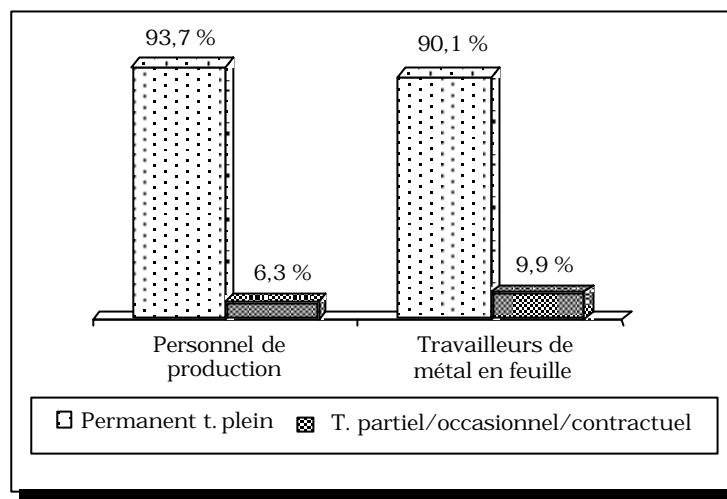 93,7 %
90,1 %
6,3 %
9,9 %
Personnel de
production
Travailleurs de
métal en feuille
Permanent t. plein
T. partiel/occasionnel/contractuel